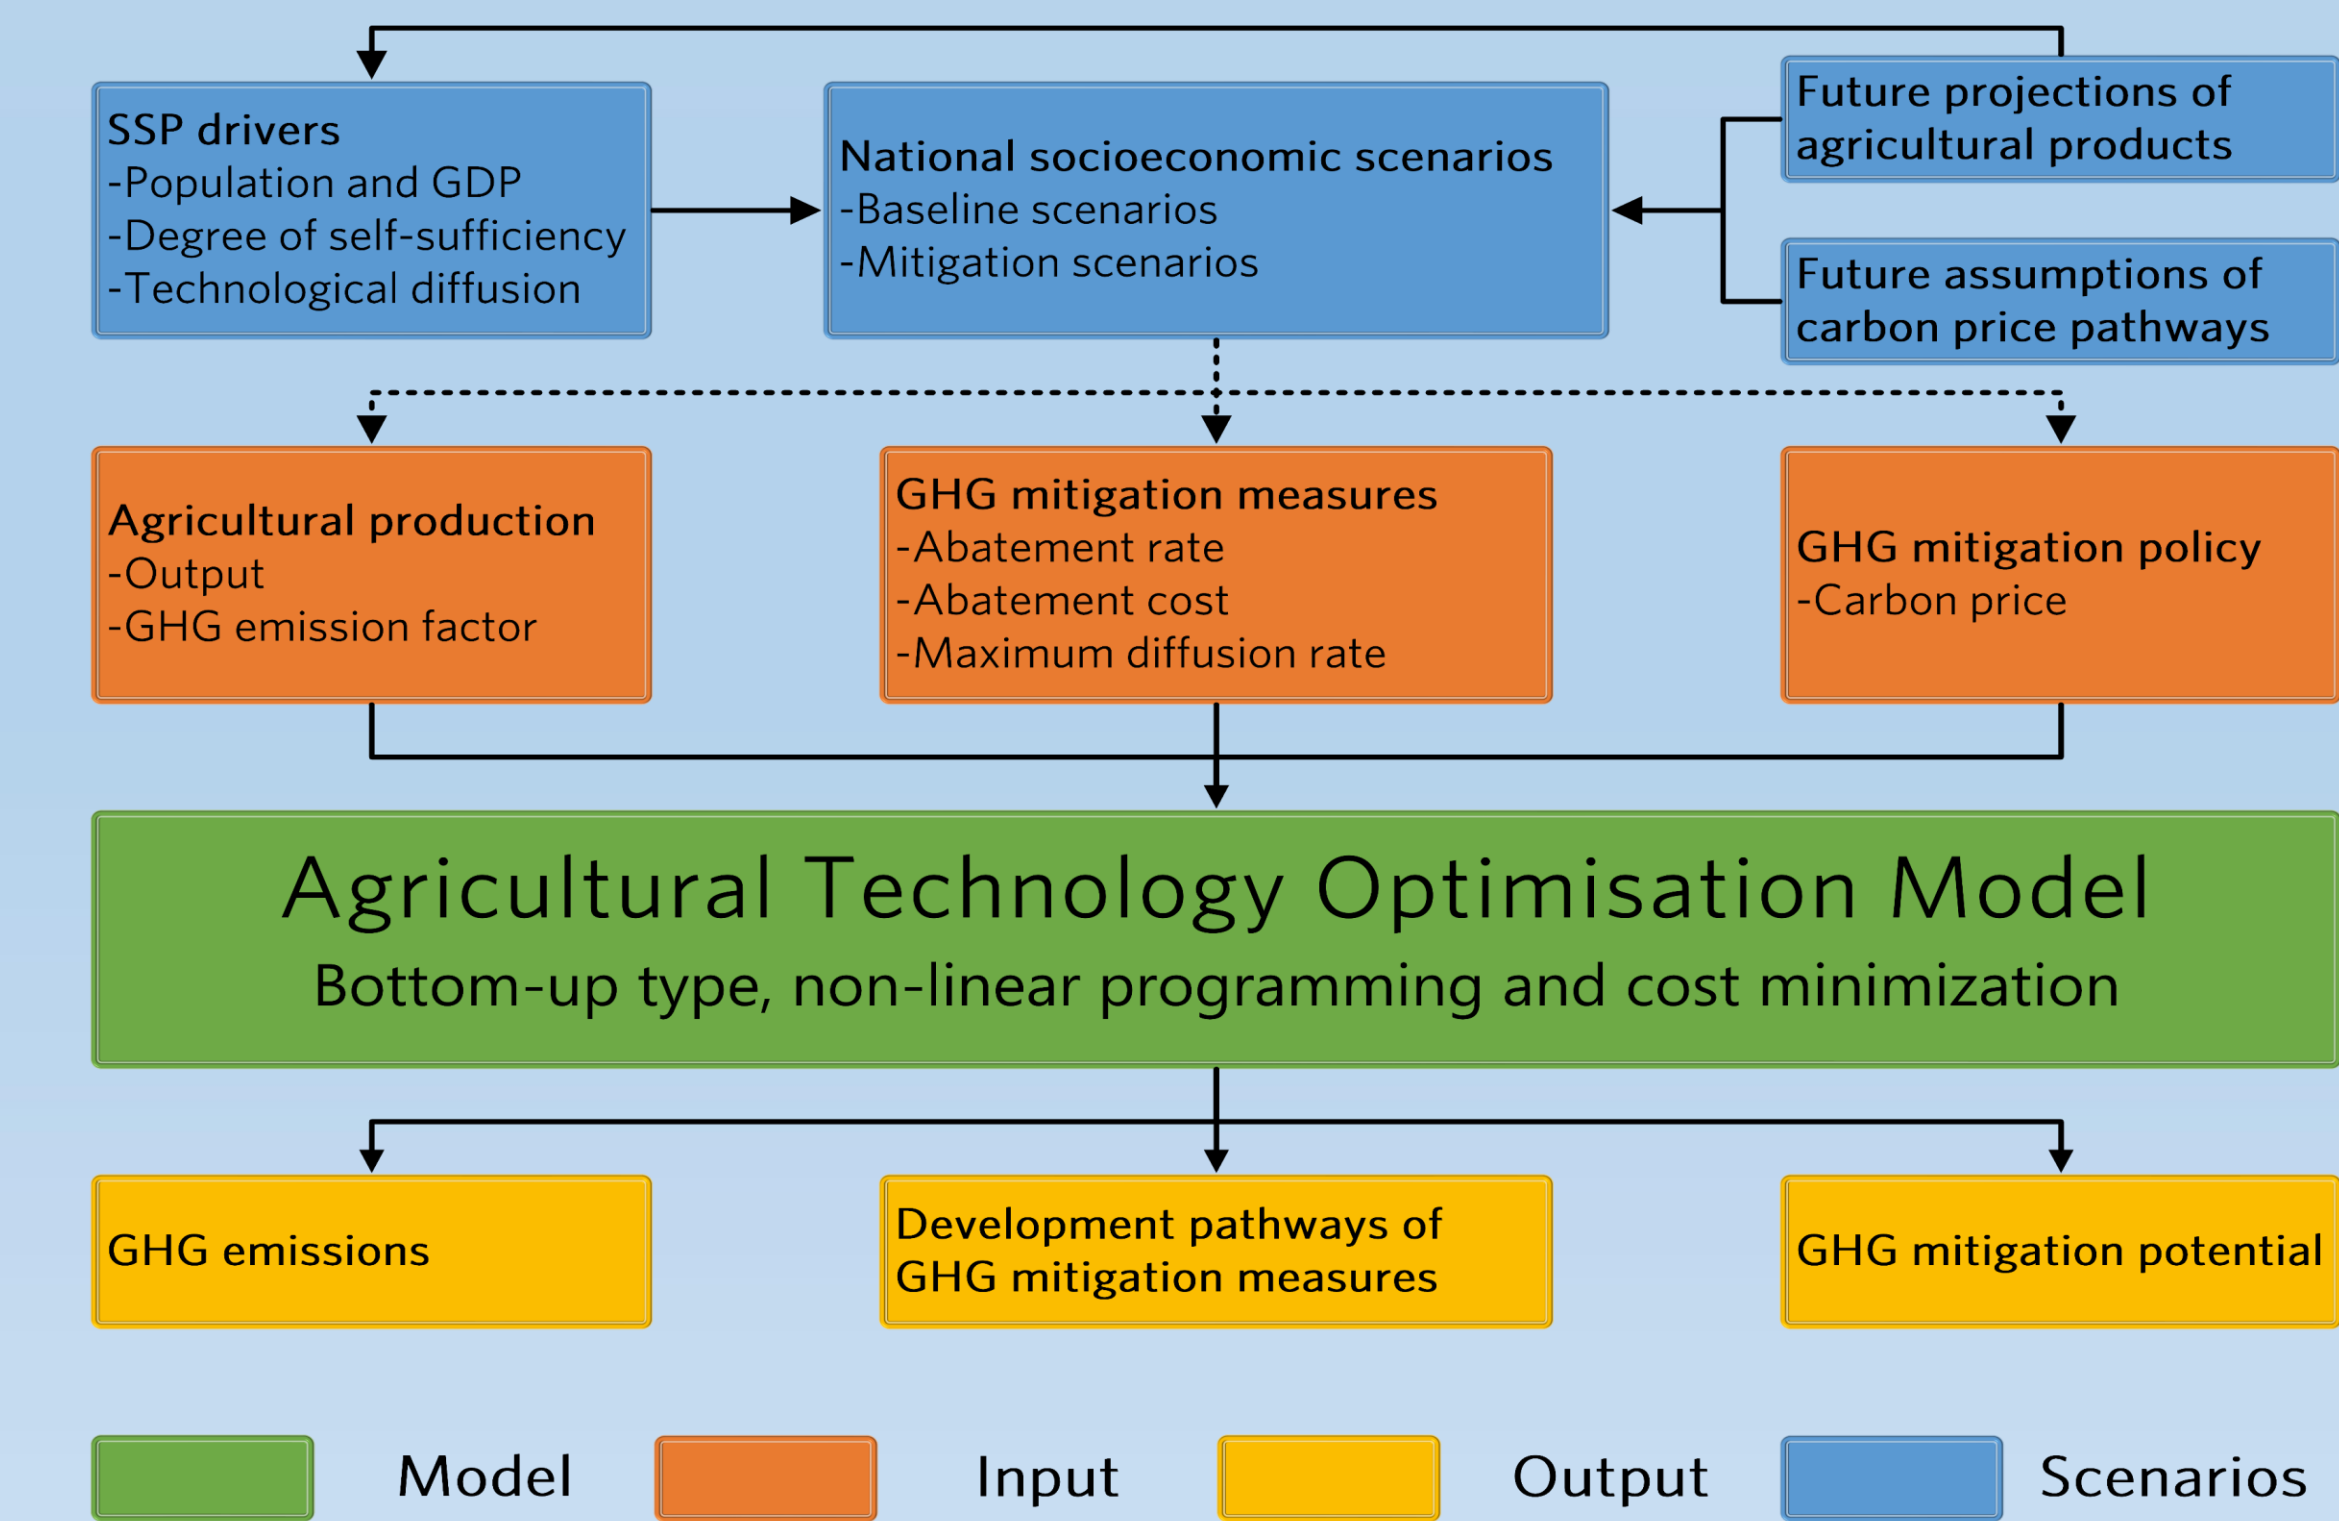 SSP drivers
-Population and GDP
-Degree of self-sufficiency
-Technological diffusion
National socioeconomic scenarios
-Baseline scenarios
-Mitigation scenarios
Future projections of
agricultural products
Future assumptions of
carbon price pathways
Agricultural production
-Output
-GHG emission factor
GHG mitigation measures
-Abatement rate
-Abatement cost
-Maximum diffusion rate
GHG mitigation policy
-Carbon price
Agricultural Technology Optimisation Model
Bottom-up type, non-linear programming and cost minimization
GHG emissions
Development pathways of
GHG mitigation measures
GHG mitigation potential
Model
Input
Output
Scenarios